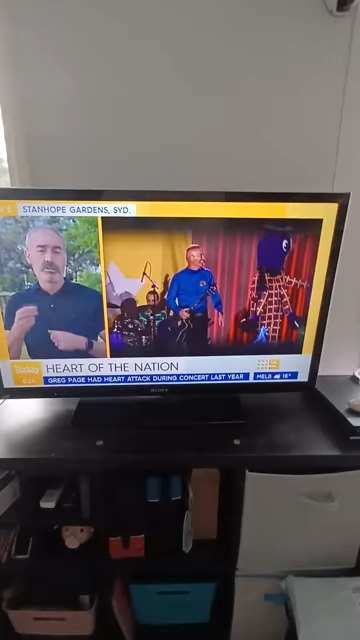 STANHOPE GARDENS, SYD.
HEART OF THE NATION
Today
GREG PAGE HAD HEART ATTACK DURING CONCERT LAST YEAR
MELB 16°
SONY